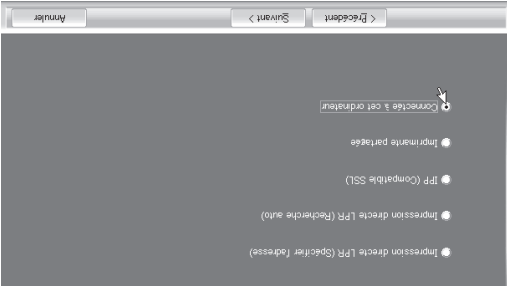 Impression directe LPR (Spécifier l'adresse)
Impression directe LPR (Recherche auto)
IPP (Compatible SSL)
Imprimante partagée
Connectée à cet ordinateur
< Précédent
Suivant >
Annuler